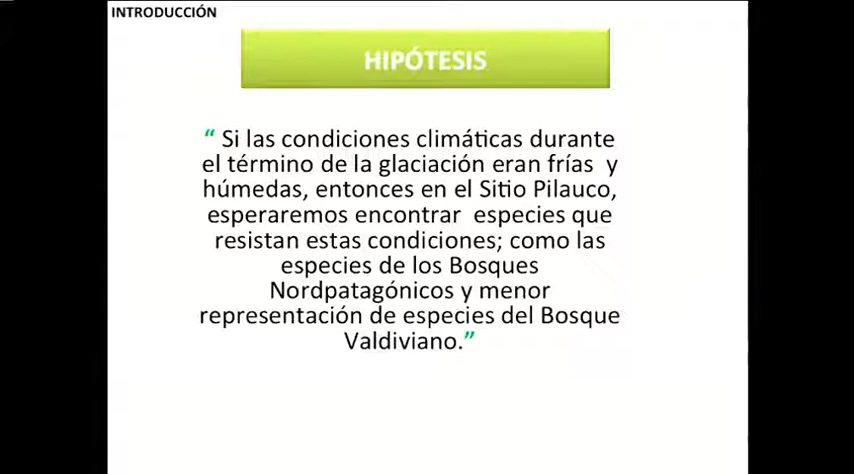 INTRODUCCIÓN
HIPÓTESIS
“ Si las condiciones climáticas durante
el término de la glaciación eran frías y
húmedas, entonces en el Sitio Pilauco,
esperaremos encontrar especies que
resistan estas condiciones; como las
especies de los Bosques
Nordpatagónicos y menor
representación de especies del Bosque
Valdiviano.”